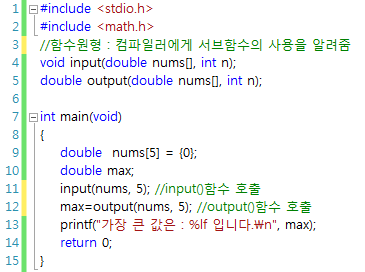 1 #include <stdio.h>
2 #include <math.h>
3 //함수원형 : 컴파일러에게 서브함수의 사용을 알려줌
4 void input(double nums[], int n);
5 double output(double nums[], int n);
6
7 int main(void)
8 {
9 double nums[5] = {0};
10 double max;
11 input(nums, 5); //input()함수 호출
12 max=output(nums, 5); //output()함수 호출
13 printf("가장 큰 값은 : %lf 입니다.₩n", max);
14 return 0;
15 }